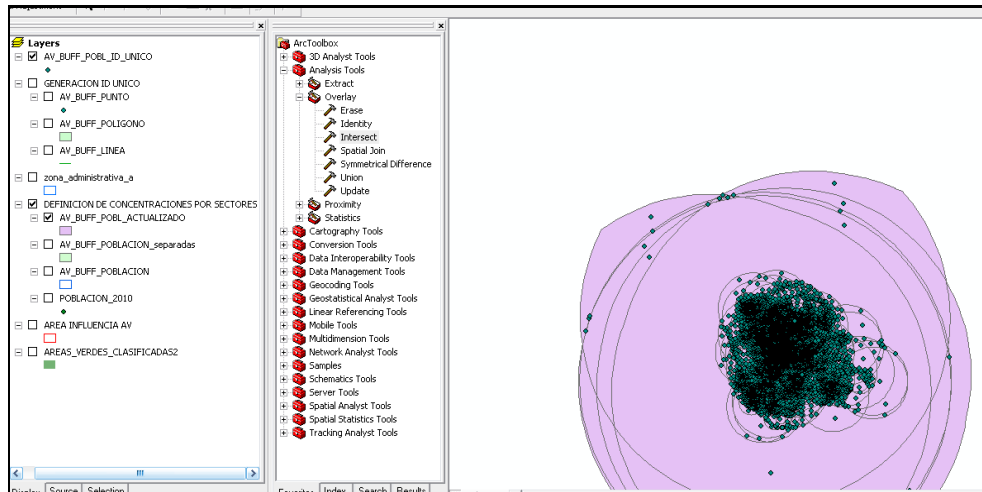 Layers
AV_BUFF_POBL_ID_UNICO
GENERACION ID UNICO
AV_BUFF_PUNTO
AV_BUFF_POLIGONO
AV_BUFF_LINEA
zona_administrativa_a
DEFINICION DE CONCENTRACIONES POR SECTORES
AV_BUFF_POBL_ACTUALIZADO
AV_BUFF_POBLACION_separadas
AV_BUFF_POBLACION
POBLACION_2010
AREA INFLUENCIA AV
AREAS_VERDES_CLASIFICADAS2
Display Source Selection
ArcToolbox
3D Analyst Tools
Analysis Tools
Extract
Overlay
Erase
Identity
Intersect
Spatial Join
Symmetrical Difference
Union
Update
Proximity
Statistics
Cartography Tools
Conversion Tools
Data Interoperability Tools
Data Management Tools
Geocoding Tools
Geostatistical Analyst Tools
Linear Referencing Tools
Mobile Tools
Multidimension Tools
Network Analyst Tools
Samples
Schematics Tools
Server Tools
Spatial Analyst Tools
Spatial Statistics Tools
Tracking Analyst Tools
Favorites Index Search Results